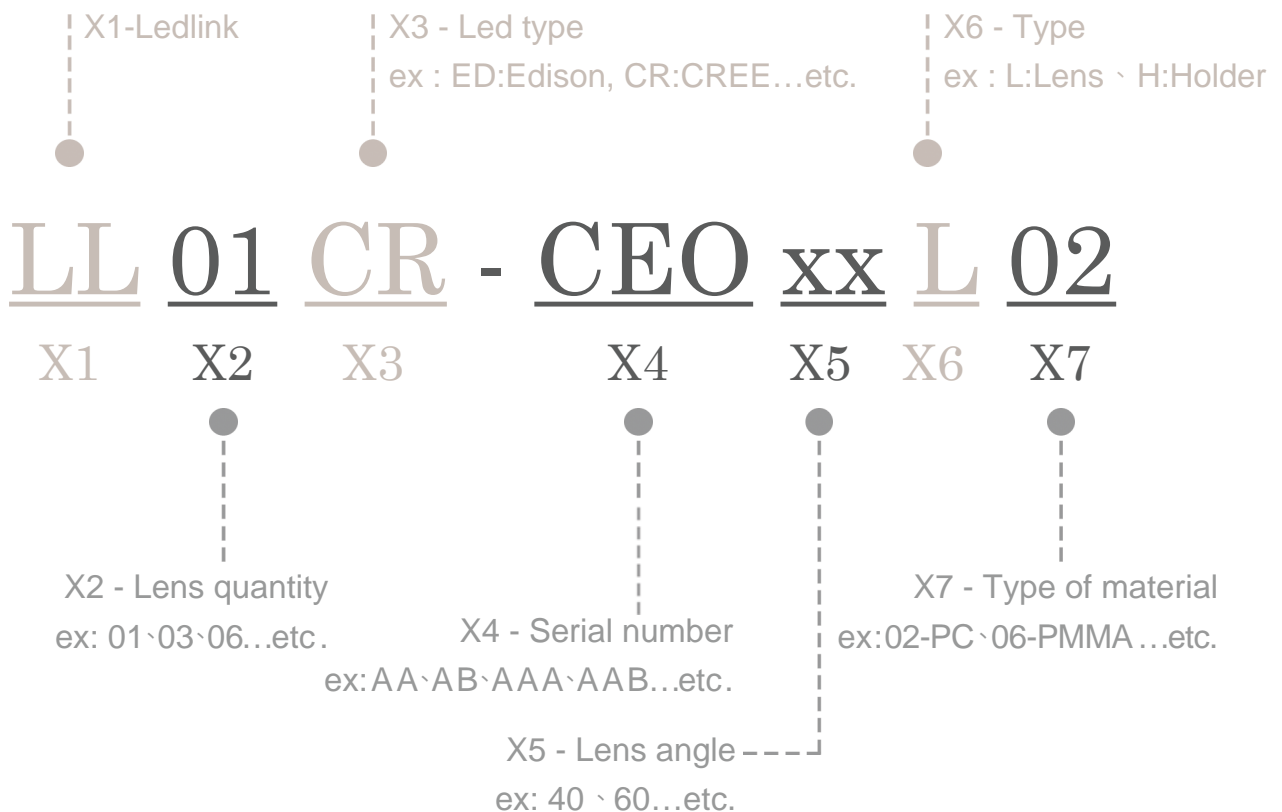 X1-Ledlink
X3 - Led type
ex : ED:Edison, CR:CREE…etc.
X6 - Type
ex : L:Lens、H:Holder
LL 01 CR - CEO xx L 02
X1 X2 X3 X4 X5 X6 X7
X2 - Lens quantity
ex: 01、03、06…etc.
X4 - Serial number
ex:AA、AB、AAA、AAB…etc.
X7 - Type of material
ex:02-PC、06-PMMA…etc.
X5 - Lens angle
ex: 40、60…etc.